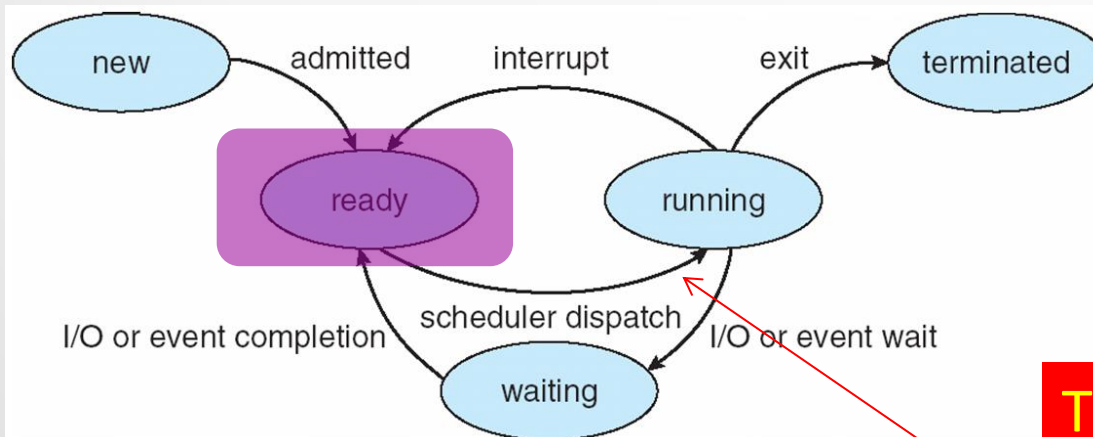 new
admitted
interrupt
exit
terminated
ready
running
scheduler dispatch
I/O or event completion
I/O or event wait
waiting
T